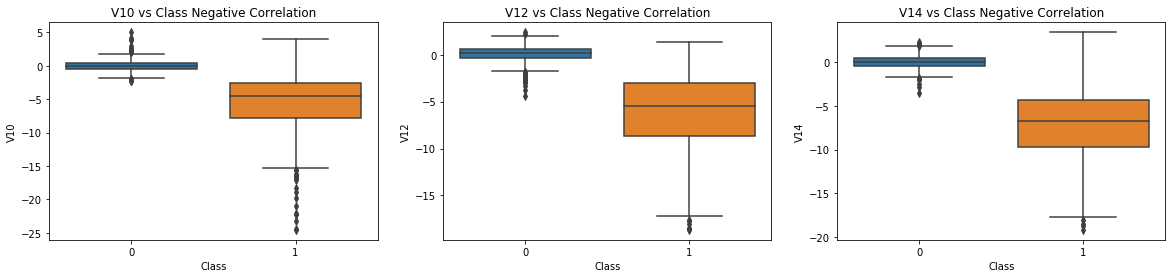 V10 vs Class Negative Correlation
5
0
−5
−10
−15
−20
−25
V10
0
1
Class
V12 vs Class Negative Correlation
0
−5
−10
−15
V12
0
1
Class
V14 vs Class Negative Correlation
0
−5
−10
−15
−20
V14
0
1
Class